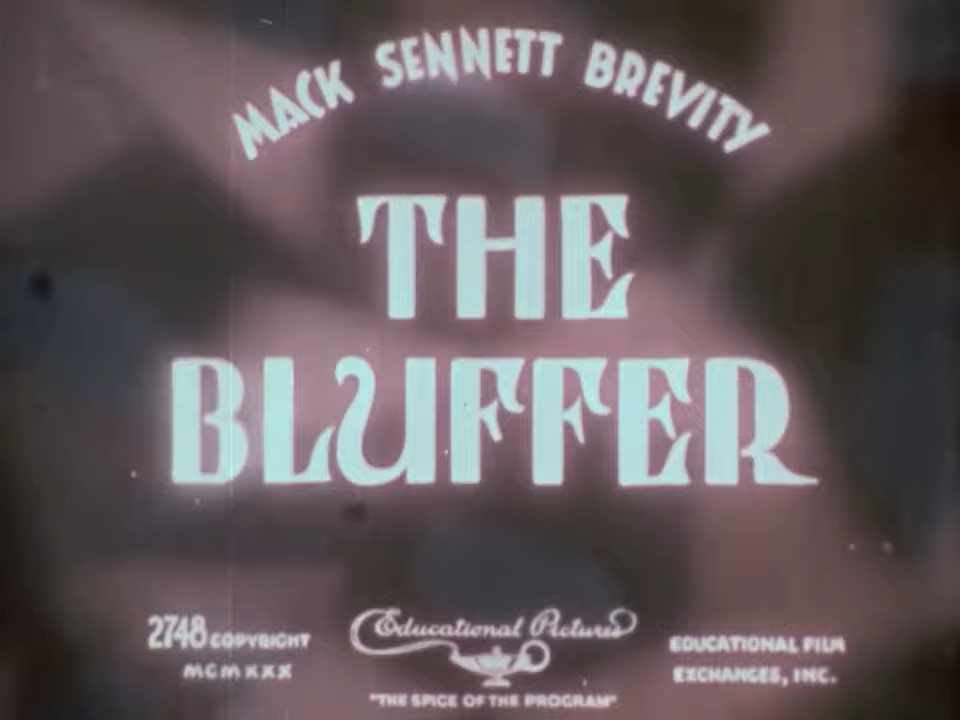 MACK SENNETT BREVITY
THE
BLUFFER
2748 COPYRIGHT
MCMXXX
Educational Pictures
"THE SPICE OF THE PROGRAM"
EDUCATIONAL FILM
EXCHANGES, INC.